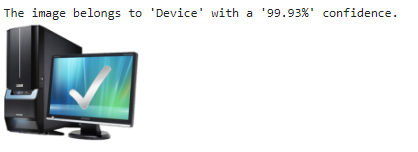 The image belongs to 'Device' with a '99.93%' confidence.